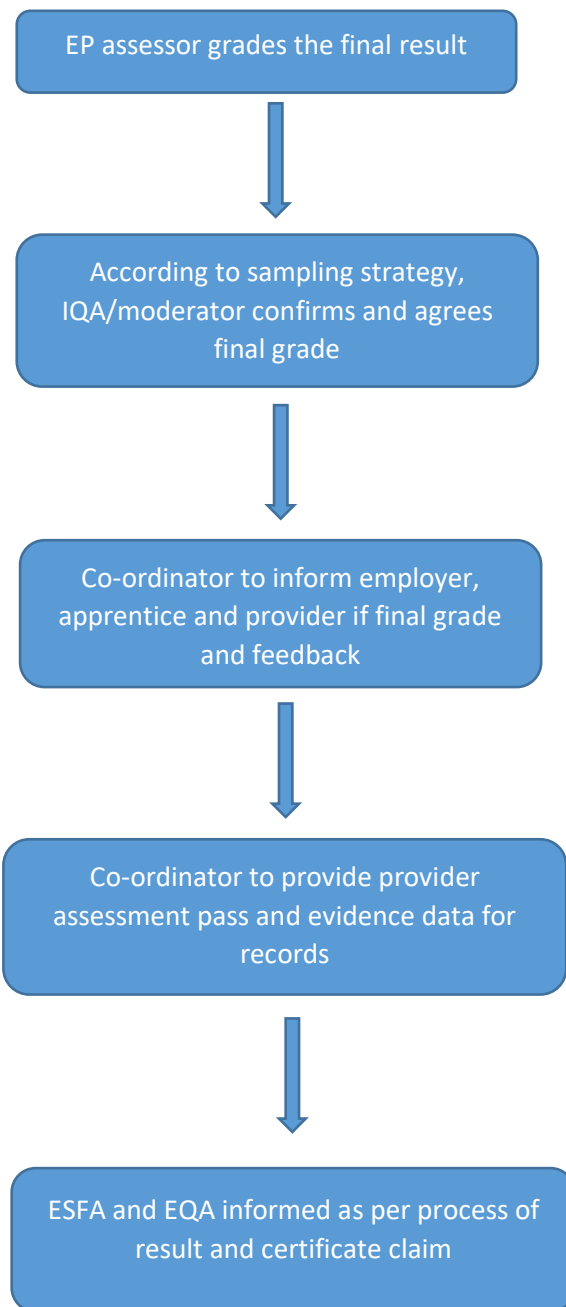 EP assessor grades the final result
According to sampling strategy,
IQA/moderator confirms and agrees
final grade
Co-ordinator to inform employer,
apprentice and provider if final grade
and feedback
Co-ordinator to provide provider
assessment pass and evidence data for
records
ESFA and EQA informed as per process of
result and certificate claim